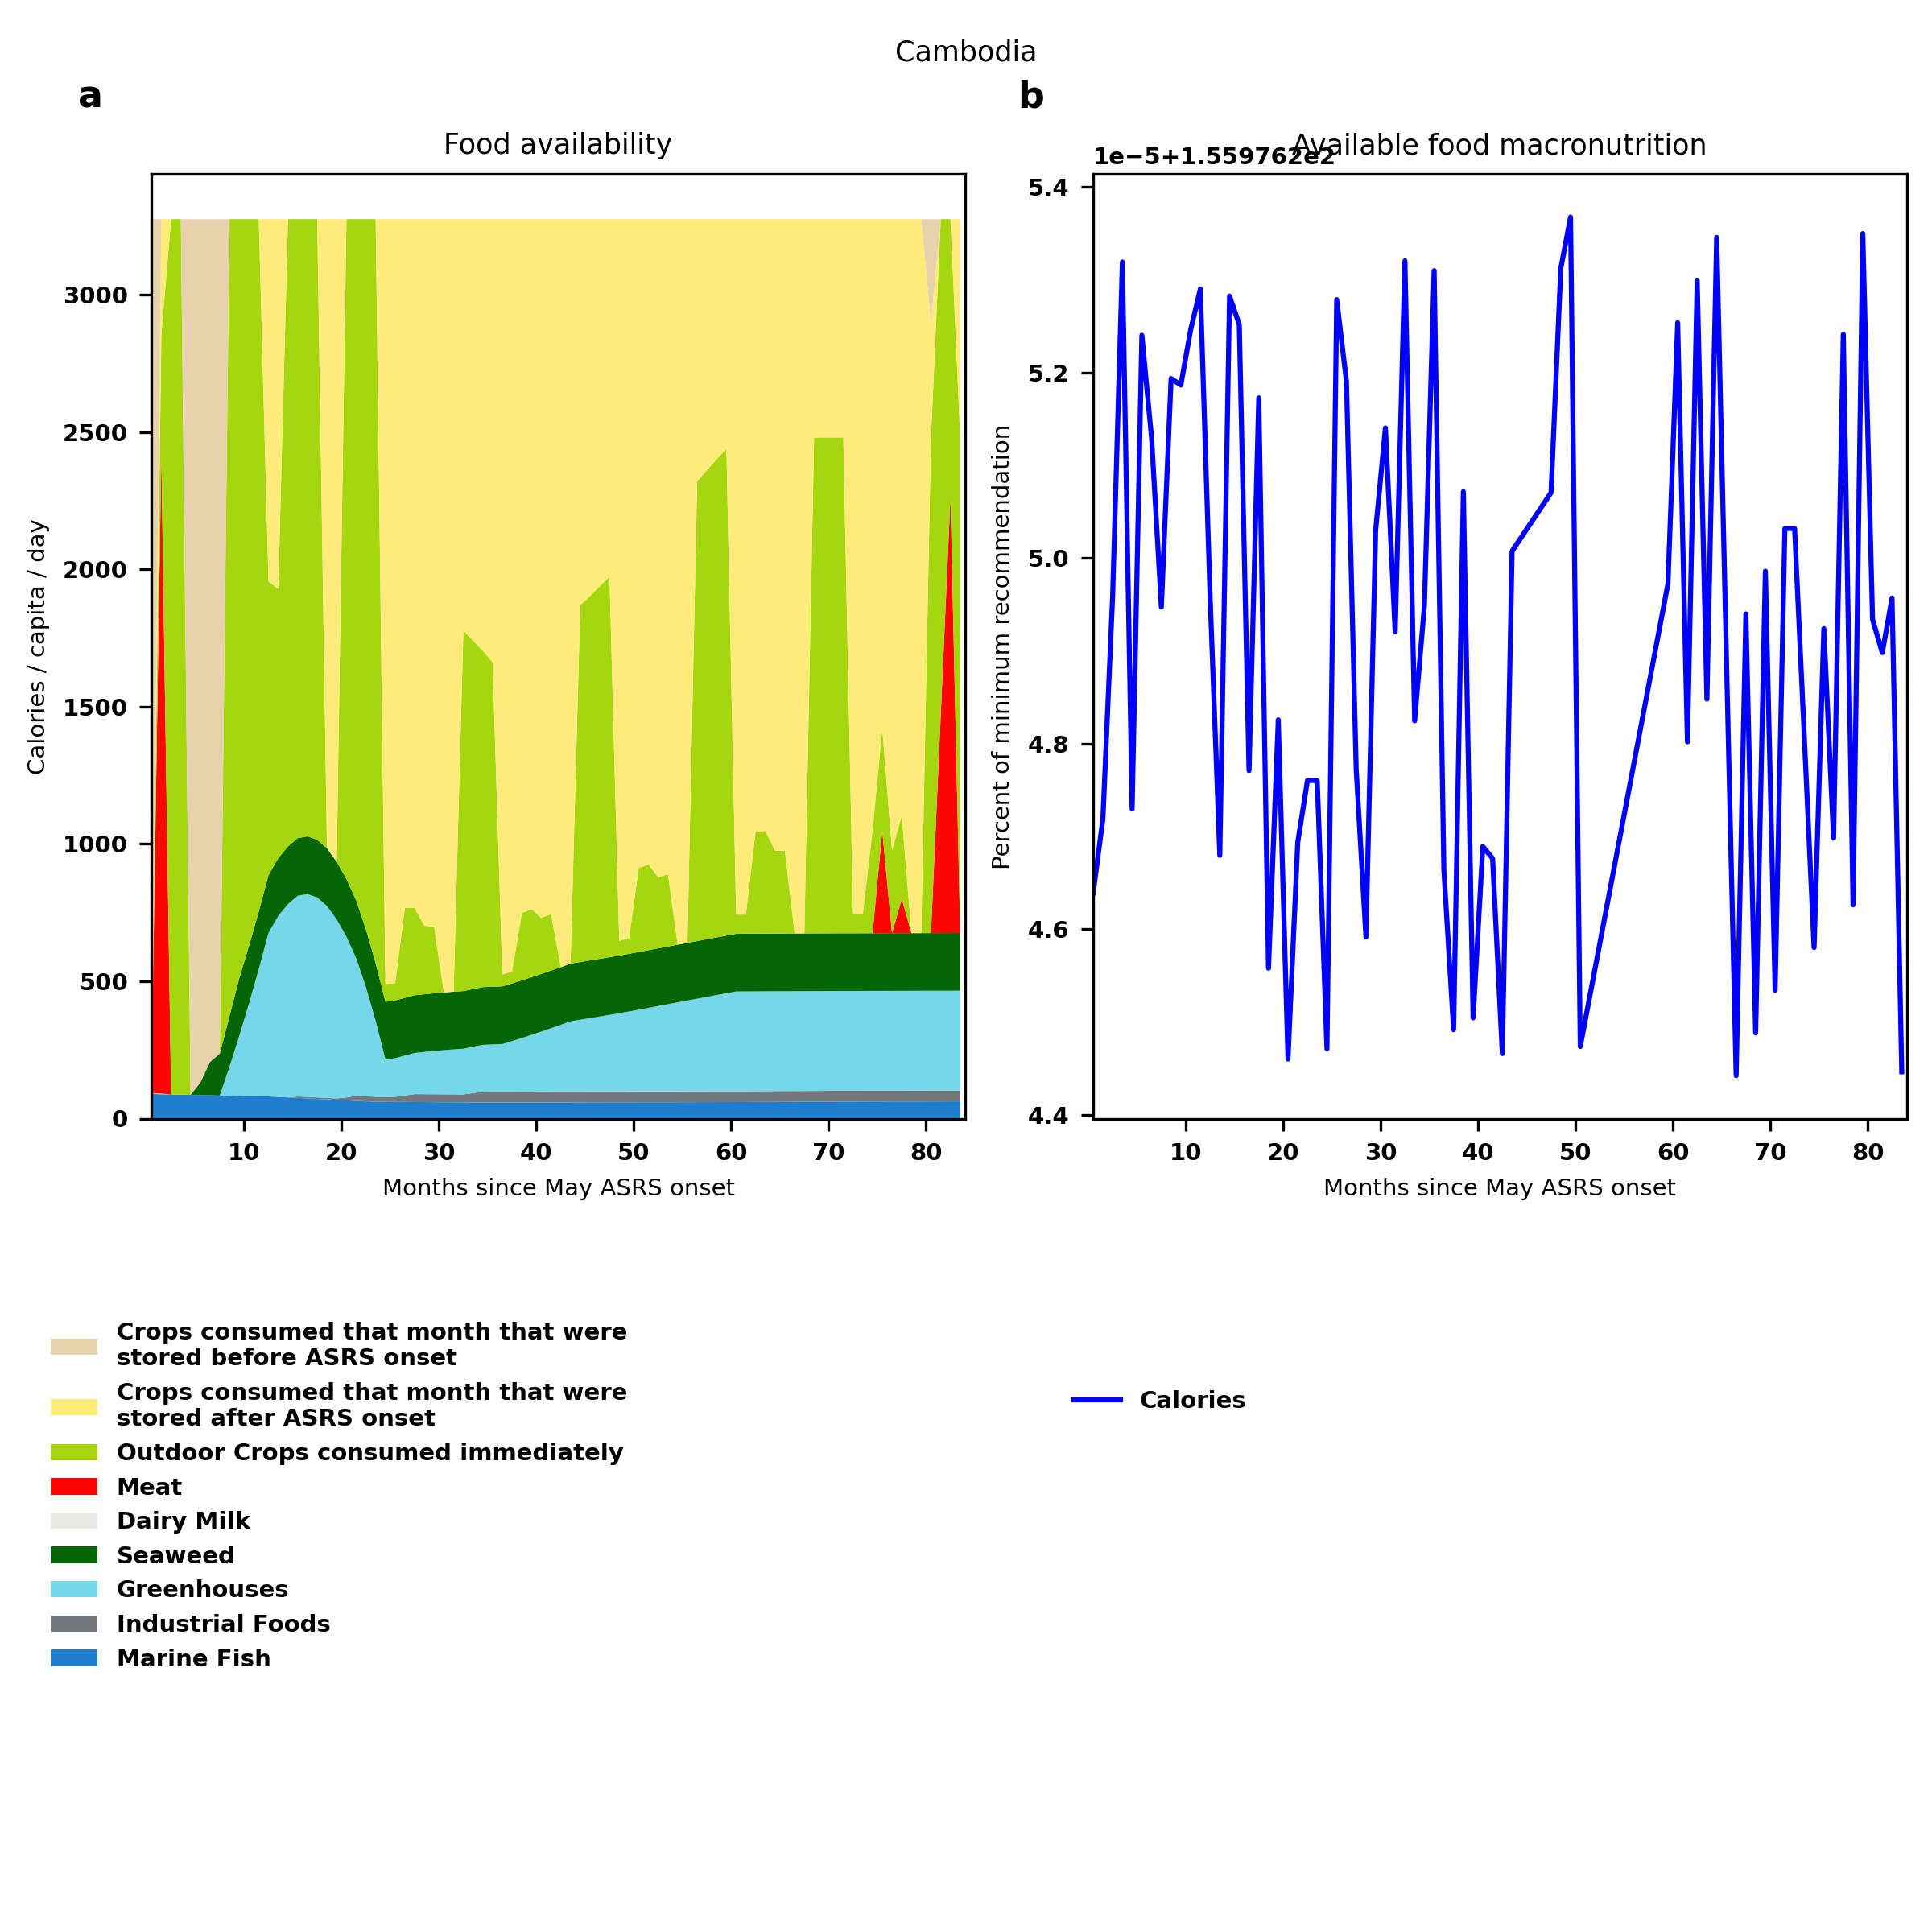 Cambodia
a
Food availability
Calories / capita / day
3000
2500
2000
1500
1000
500
0
10 20 30 40 50 60 70 80
Months since May ASRS onset
b
Available food macronutrition
1e−5+1.559762e2
Percent of minimum recommendation
5.4
5.2
5.0
4.8
4.6
4.4
10 20 30 40 50 60 70 80
Months since May ASRS onset
Crops consumed that month that were
stored before ASRS onset
Crops consumed that month that were
stored after ASRS onset
Outdoor Crops consumed immediately
Meat
Dairy Milk
Seaweed
Greenhouses
Industrial Foods
Marine Fish
Calories